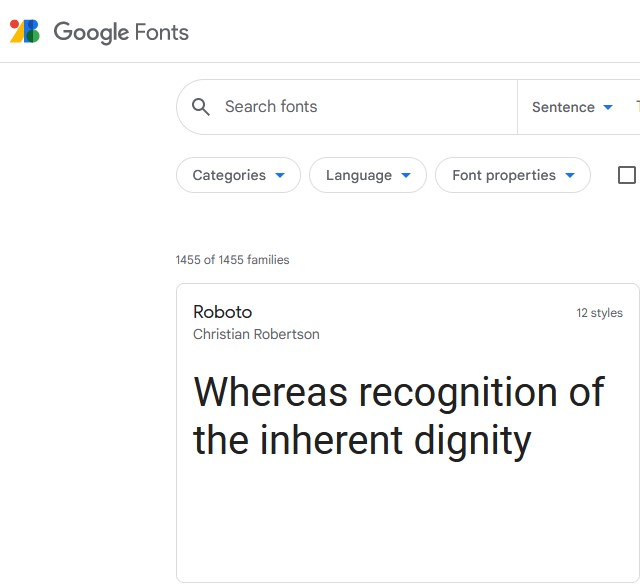 Google Fonts
Search fonts
Sentence
Categories
Language
Font properties
1455 of 1455 families
Roboto
12 styles
Christian Robertson
Whereas recognition of
the inherent dignity